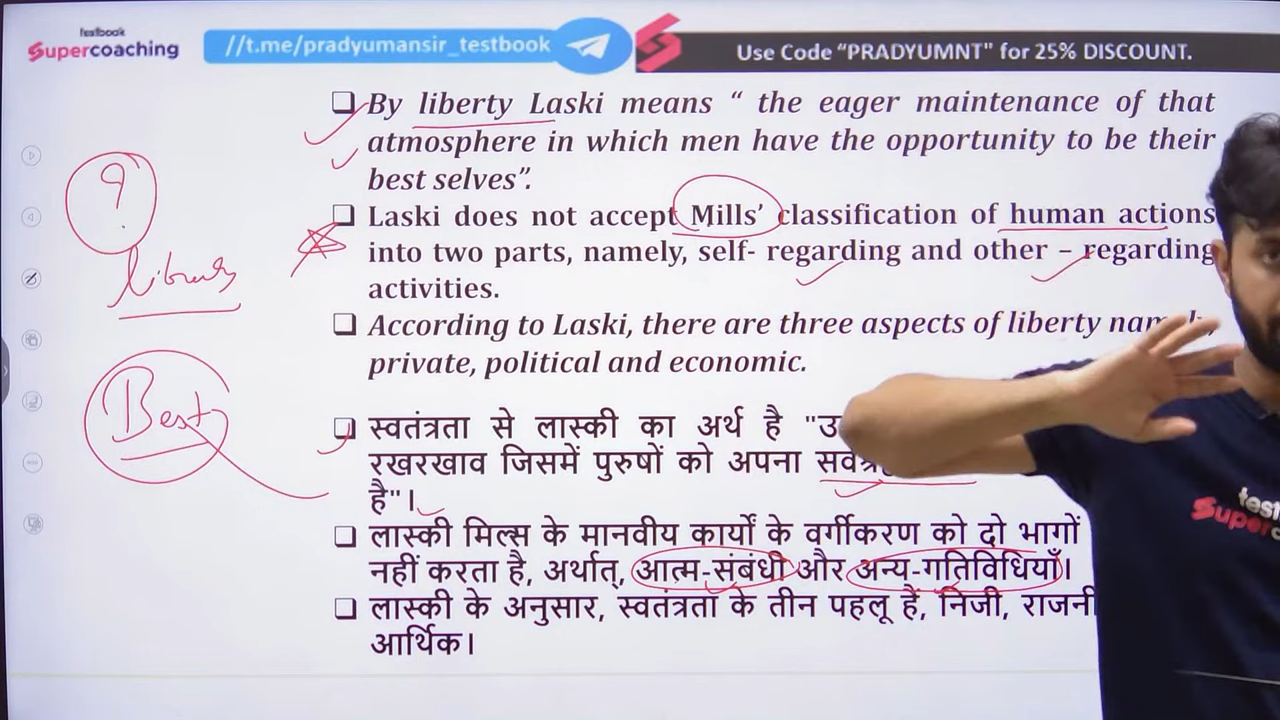 testbook
Supercoaching
//t.me/pradyumansir_testbook
Use Code “PRADYUMNT" for 25% DISCOUNT.
❑ By liberty Laski means “ the eager maintenance of that
atmosphere in which men have the opportunity to be their
best selves”.
❑ Laski does not accept Mills’ classification of human actions
into two parts, namely, self- regarding and other – regarding
activities.
❑ According to Laski, there are three aspects of liberty namely,
private, political and economic.
?
liberty
Best
❑ स्वतंत्रता से लास्की का अर्थ है "उ
रखरखाव जिसमें पुरुषों को अपना
है"।
❑ लास्की मिल्स के मानवीय कार्यों के वर्गीकरण को दो भागों
नहीं करता है, अर्थात्, आत्म-संबंधी और अन्य-गतिविधियाँ।
❑ लास्की के अनुसार, स्वतंत्रता के तीन पहलू हैं, निजी,
आर्थिक।